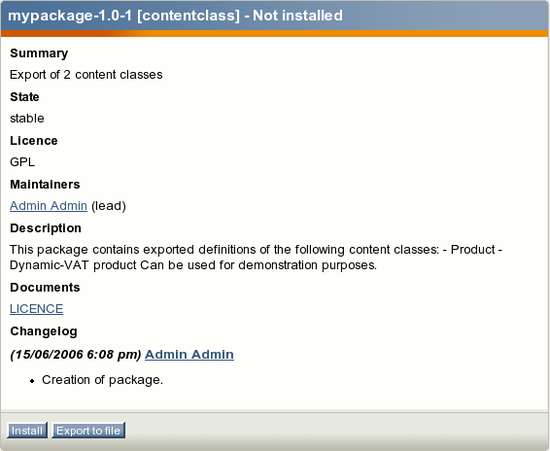 mypackage-1.0-1 [contentclass] - Not installed
Summary
Export of 2 content classes
State
stable
Licence
GPL
Maintainers
Admin Admin (lead)
Description
This package contains exported definitions of the following content classes: - Product -
Dynamic-VAT product Can be used for demonstration purposes.
Documents
LICENCE
Changelog
(15/06/2006 6:08 pm) Admin Admin
• Creation of package.
Install Export to file